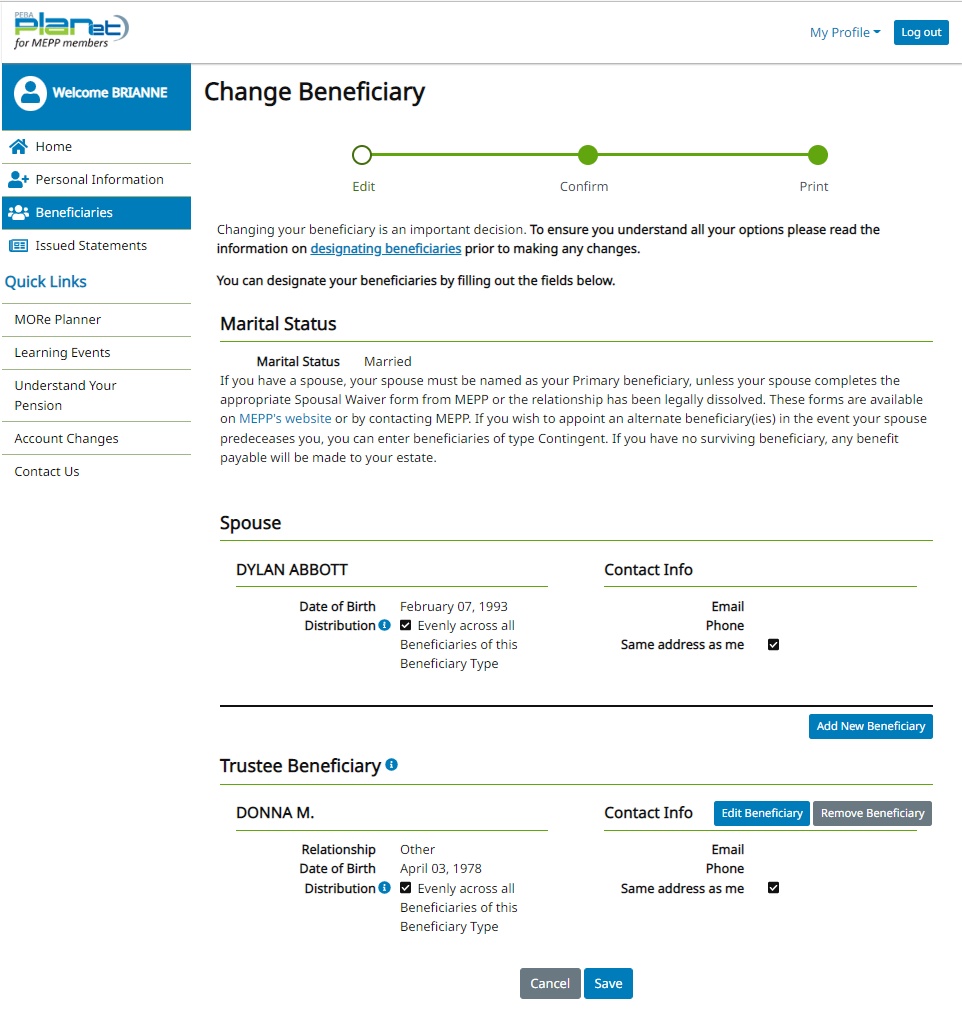 PEBA
planet
for MEPP members
My Profile
Log out
Welcome BRIANNE
Home
Personal Information
Beneficiaries
Issued Statements
Quick Links
MORe Planner
Learning Events
Understand Your
Pension
Account Changes
Contact Us
Change Beneficiary
Edit
Confirm
Print
Changing your beneficiary is an important decision. To ensure you understand all your options please read the
information on designating beneficiaries prior to making any changes.
You can designate your beneficiaries by filling out the fields below.
Marital Status
Marital Status Married
If you have a spouse, your spouse must be named as your Primary beneficiary, unless your spouse completes the
appropriate Spousal Waiver form from MEPP or the relationship has been legally dissolved. These forms are available
on MEPP's website or by contacting MEPP. If you wish to appoint an alternate beneficiary(ies) in the event your spouse
predeceases you, you can enter beneficiaries of type Contingent. If you have no surviving beneficiary, any benefit
payable will be made to your estate.
Spouse
DYLAN ABBOTT
Date of Birth February 07, 1993
Distribution Evenly across all
Beneficiaries of this
Beneficiary Type
Contact Info
Email
Phone
Same address as me
Add New Beneficiary
Trustee Beneficiary
DONNA M.
Relationship Other
Date of Birth April 03, 1978
Distribution Evenly across all
Beneficiaries of this
Beneficiary Type
Contact Info
Edit Beneficiary
Remove Beneficiary
Email
Phone
Same address as me
Cancel
Save